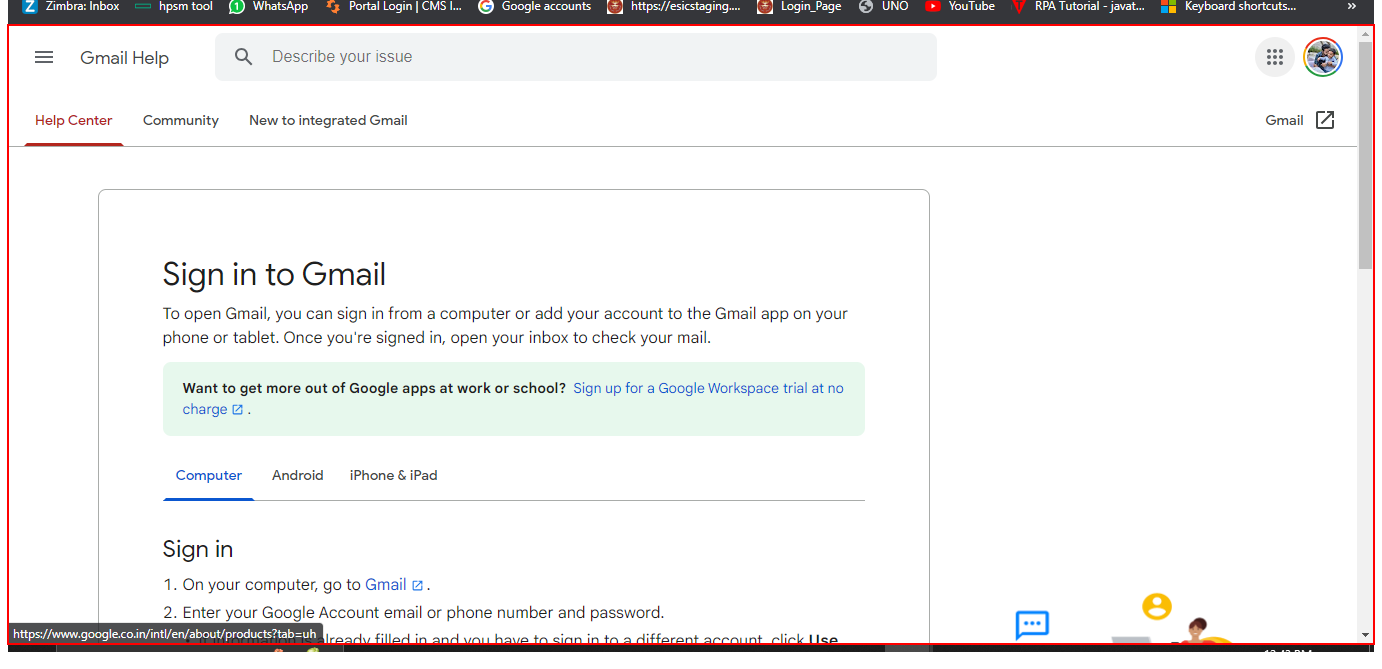 Zimbra: Inbox hpsm tool WhatsApp Portal Login | CMS I... Google accounts https://esicstaging.... Login_Page UNO YouTube RPA Tutorial - javat... Keyboard shortcuts... »
Gmail Help Describe your issue
Help Center Community New to integrated Gmail Gmail
Sign in to Gmail
To open Gmail, you can sign in from a computer or add your account to the Gmail app on your
phone or tablet. Once you're signed in, open your inbox to check your mail.
Want to get more out of Google apps at work or school? Sign up for a Google Workspace trial at no
charge .
Computer Android iPhone & iPad
Sign in
1. On your computer, go to Gmail .
2. Enter your Google Account email or phone number and password.
https://www.google.co.in/intl/en/about/products?tab=uh
already filled in and you have to sign in to a different account, click Use